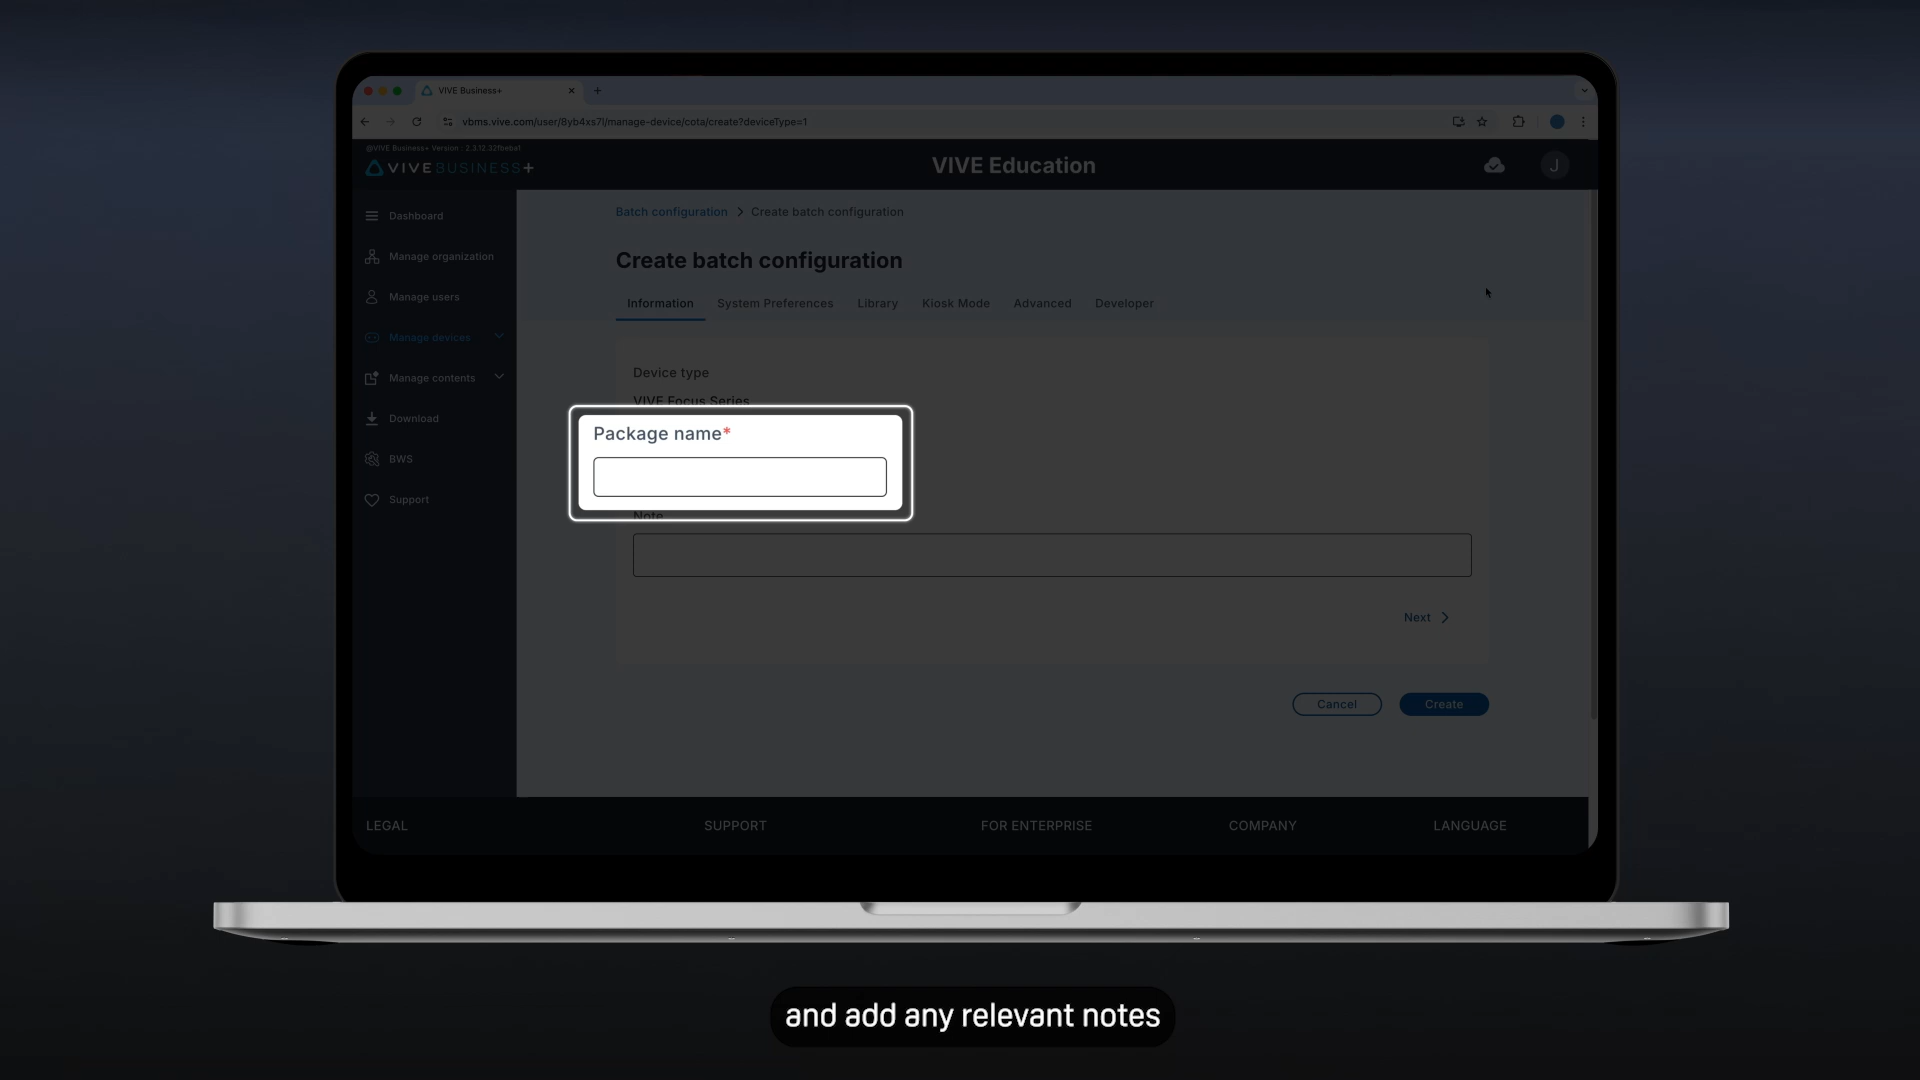 VIVE Business+
vbms.vive.com/user/8yb4xs7l/manage-device/cota/create?deviceType=1
VIVE BUSINESS+
VIVE Education
J
Dashboard
Manage organization
Manage users
Manage devices
Manage contents
Download
BWS
Support
Batch configuration > Create batch configuration
Create batch configuration
Information System Preferences Library Kiosk Mode Advanced Developer
Device type
VIVE Focus Series
Package name*
Note
Next >
Cancel Create
LEGAL SUPPORT FOR ENTERPRISE COMPANY LANGUAGE
and add any relevant notes